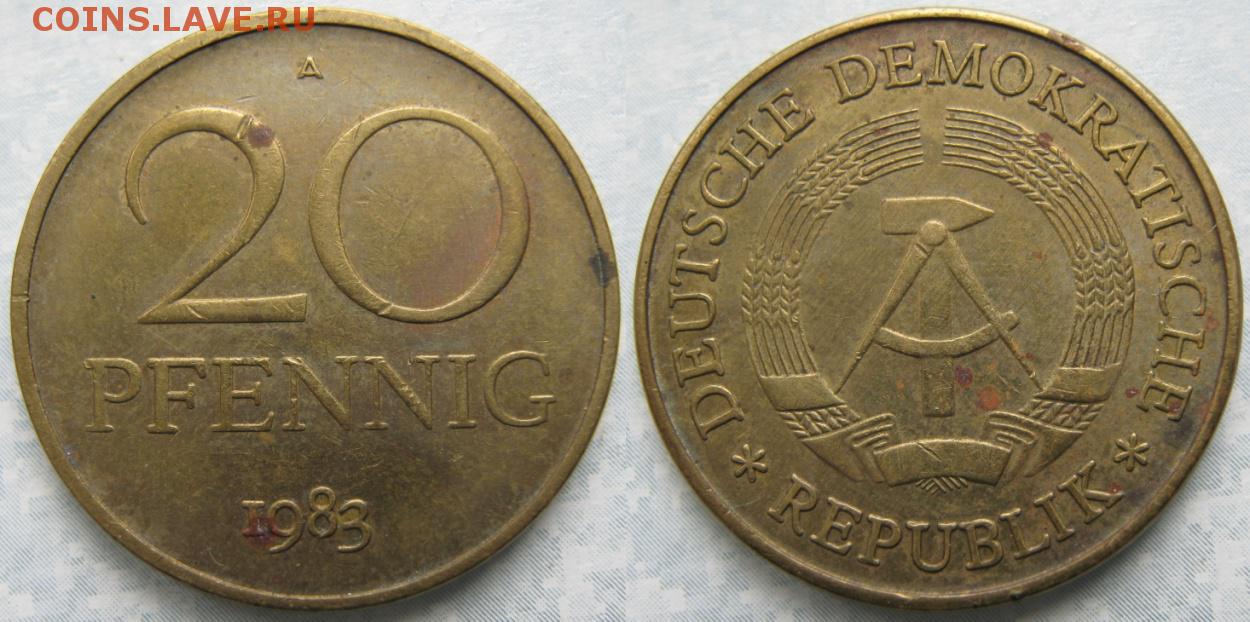 COINS.LAVE.RU
A
20
PFENNIG
1983
DEUTSCHE DEMOKRATISCHE
* REPUBLIK *